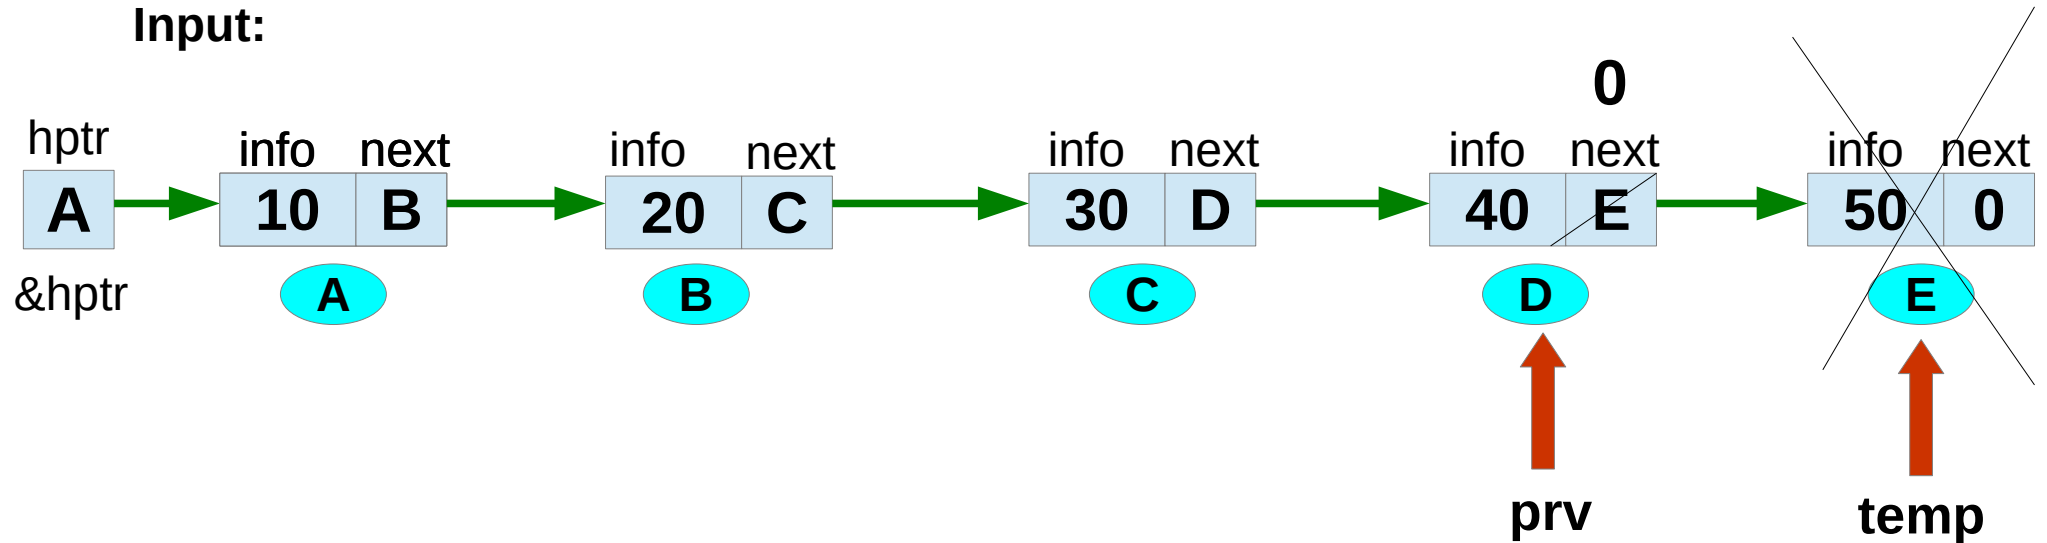 Input:
0
hptr info next info next info next info next info next
A 10 B 20 C 30 D 40 E 50 0
&hptr A B C D E
prv temp